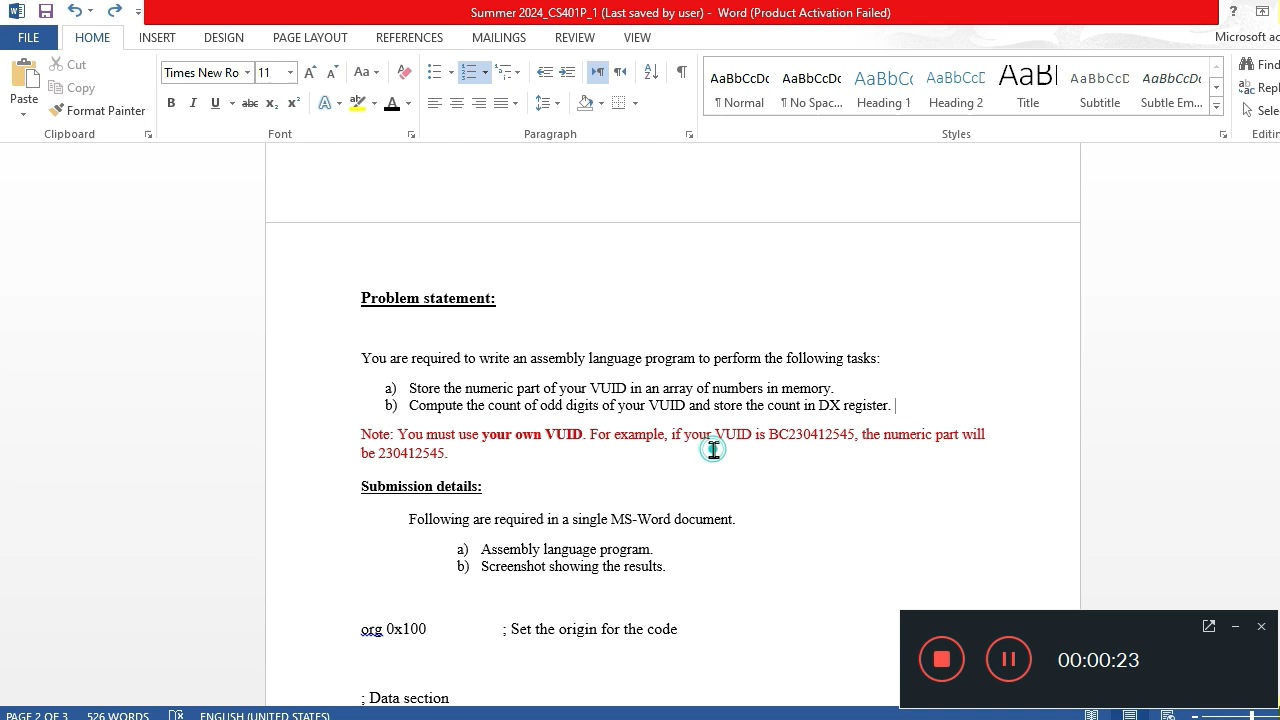 Summer 2024_CS401P_1 (Last saved by user) - Word (Product Activation Failed)
FILE HOME INSERT DESIGN PAGE LAYOUT REFERENCES MAILINGS REVIEW VIEW Microsoft ac
Paste
Cut
Copy
Format Painter
Times New Ro 11
AaBbCcDc AaBbCcDc AaBbCc AaBbCcD AaBl AaBbCcD AaBbCcDc
¶ Normal ¶ No Spac... Heading 1 Heading 2 Title Subtitle Subtle Em...
Find
Repl
Sele
Clipboard Font Paragraph Styles Editin
Problem statement:
You are required to write an assembly language program to perform the following tasks:
a) Store the numeric part of your VUID in an array of numbers in memory.
b) Compute the count of odd digits of your VUID and store the count in DX register.
Note: You must use your own VUID. For example, if your VUID is BC230412545, the numeric part will
be 230412545.
Submission details:
Following are required in a single MS-Word document.
a) Assembly language program.
b) Screenshot showing the results.
org 0x100 ; Set the origin for the code
; Data section
00:00:23
PAGE 2 OF 3 526 WORDS ENGLISH (UNITED STATES)